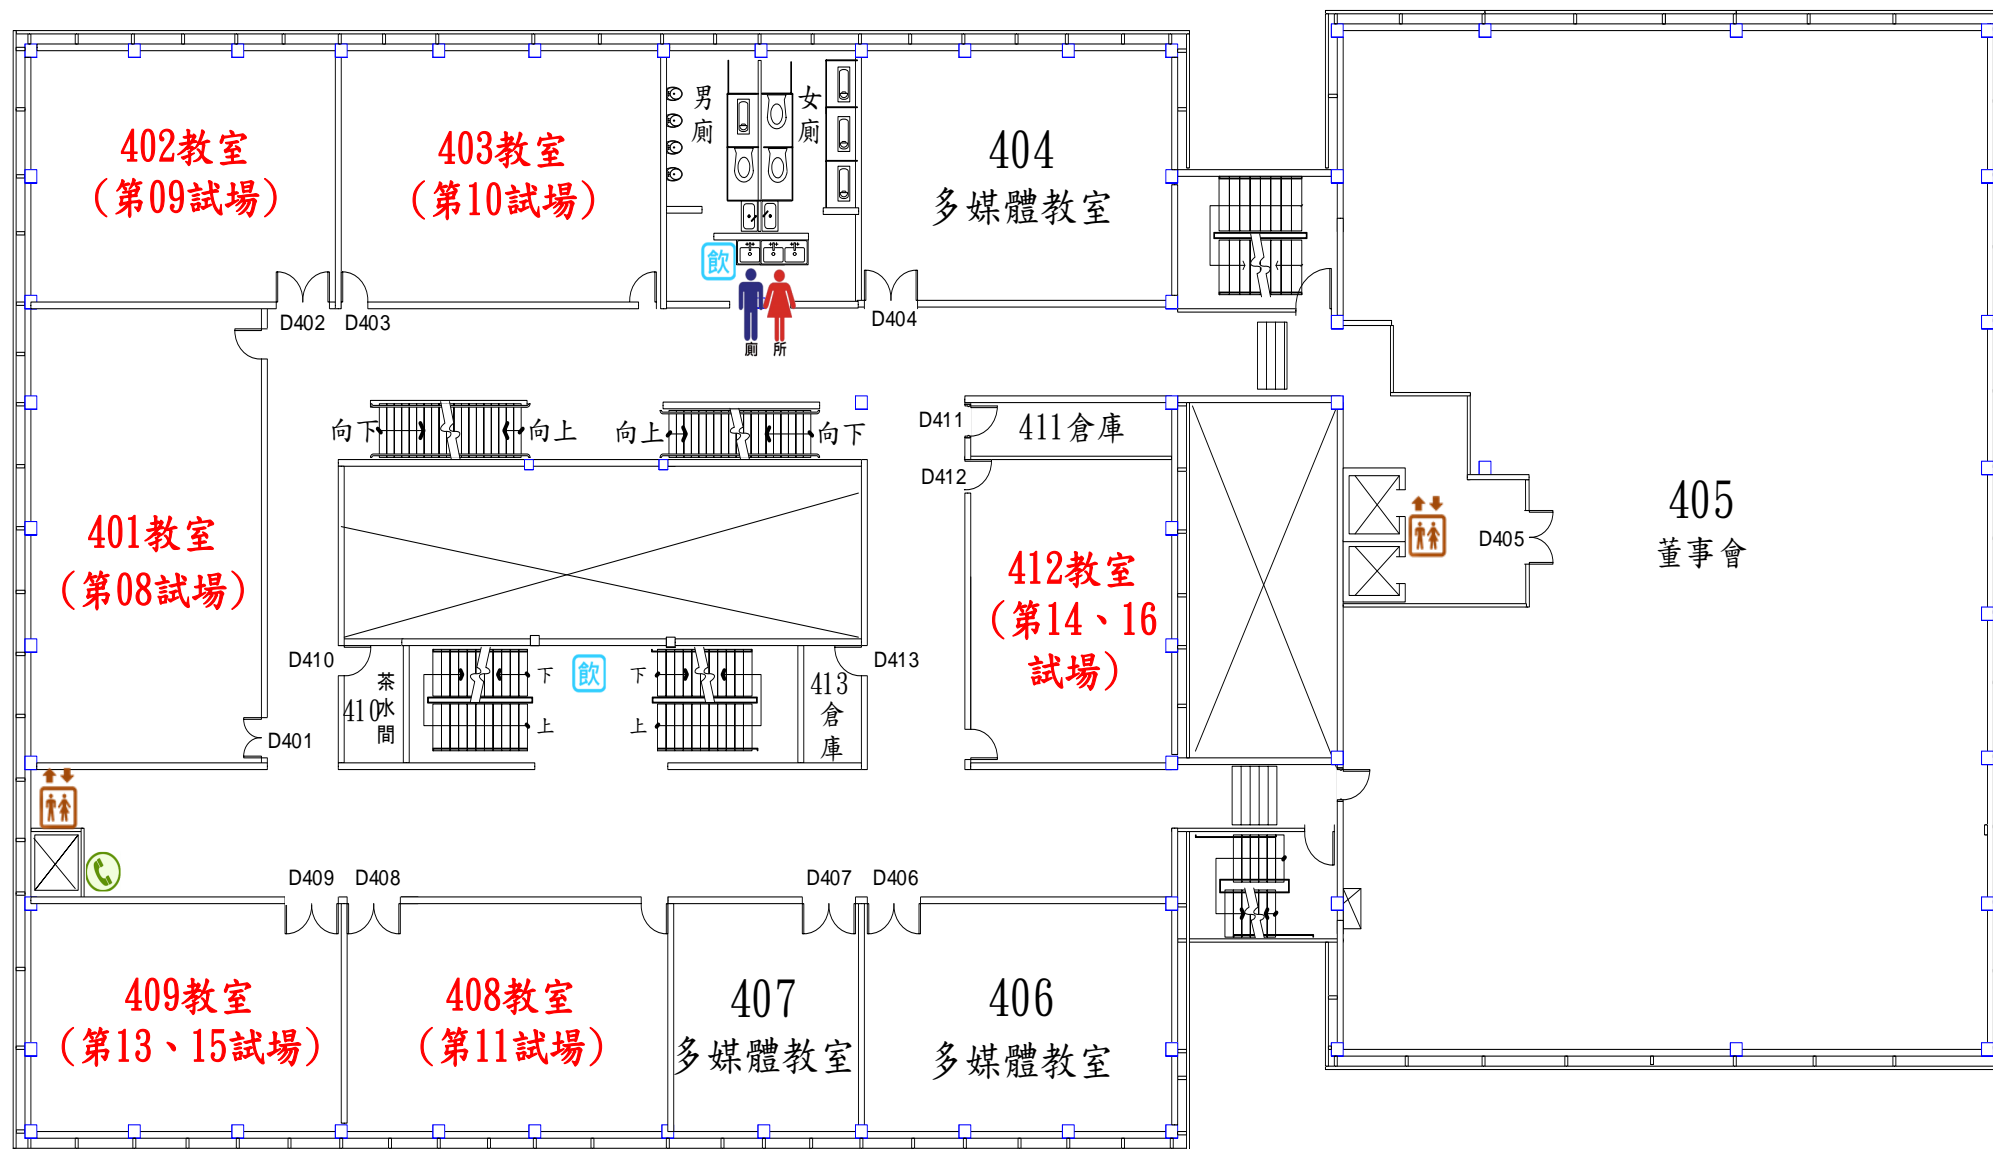 402教室
（第09試場）
403教室
（第10試場）
男廁
女廁
404
多媒體教室
飲
廁所
D402
D403
D404
向下
向上
向上
向下
D411
411倉庫
D412
401教室
（第08試場）
412教室
（第14、16
試場）
405
董事會
D405
D410
茶水間
410
下
上
飲
下
上
413
倉庫
D413
D401
D409
D408
D407
D406
409教室
（第13、15試場）
408教室
（第11試場）
407
多媒體教室
406
多媒體教室